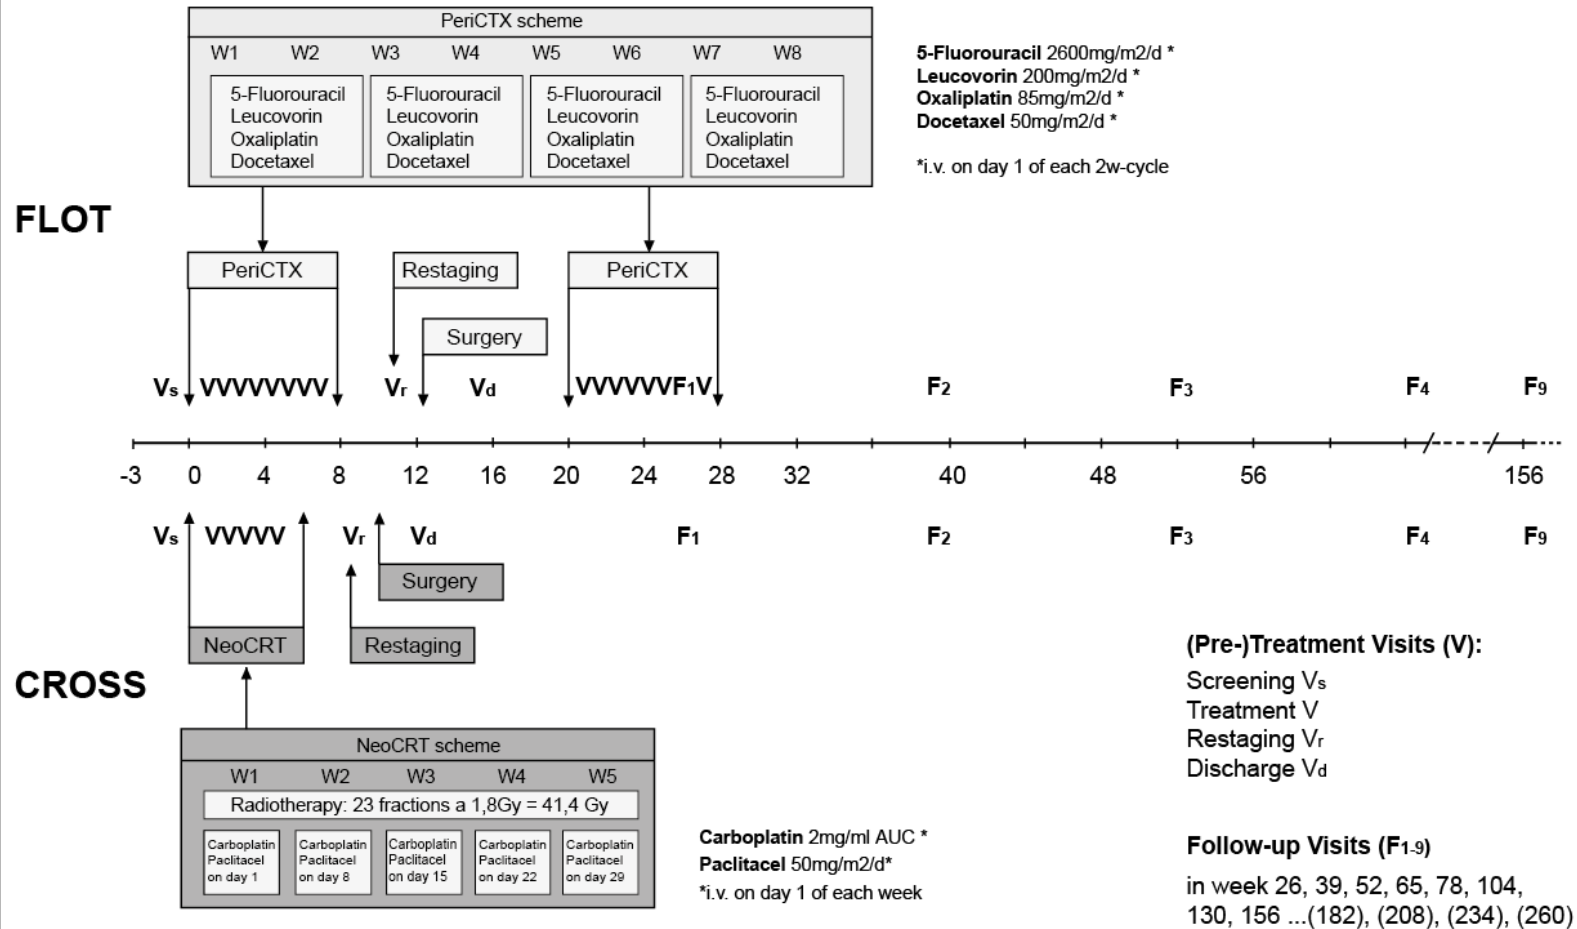 PeriCTX scheme
W1 W2 W3 W4 W5 W6 W7 W8
5-Fluorouracil
Leucovorin
Oxaliplatin
Docetaxel
5-Fluorouracil
Leucovorin
Oxaliplatin
Docetaxel
5-Fluorouracil
Leucovorin
Oxaliplatin
Docetaxel
5-Fluorouracil
Leucovorin
Oxaliplatin
Docetaxel
5-Fluorouracil 2600mg/m2/d *
Leucovorin 200mg/m2/d *
Oxaliplatin 85mg/m2/d *
Docetaxel 50mg/m2/d *
*i.v. on day 1 of each 2w-cycle
FLOT
PeriCTX
Restaging
PeriCTX
Surgery
Vs VVVVVVVV Vr Vd VVVVVVF1V F2 F3 F4 F9
-3 0 4 8 12 16 20 24 28 32 40 48 56 156
Vs VVVVV Vr Vd F1 F2 F3 F4 F9
Surgery
NeoCRT
Restaging
CROSS
NeoCRT scheme
W1 W2 W3 W4 W5
Radiotherapy: 23 fractions a 1,8Gy = 41,4 Gy
Carboplatin
Paclitacel
on day 1
Carboplatin
Paclitacel
on day 8
Carboplatin
Paclitacel
on day 15
Carboplatin
Paclitacel
on day 22
Carboplatin
Paclitacel
on day 29
Carboplatin 2mg/ml AUC *
Paclitacel 50mg/m2/d*
*i.v. on day 1 of each week
(Pre-)Treatment Visits (V):
Screening Vs
Treatment V
Restaging Vr
Discharge Vd
Follow-up Visits (F1-9)
in week 26, 39, 52, 65, 78, 104,
130, 156 ...(182), (208), (234), (260)